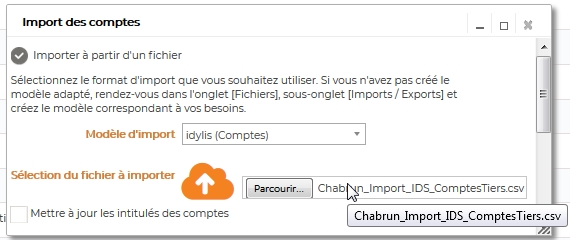 Import des comptes
Importer à partir d'un fichier
Sélectionnez le format d'import que vous souhaitez utiliser. Si vous n'avez pas créé le
modèle adapté, rendez-vous dans l'onglet [Fichiers], sous-onglet [Imports / Exports] et
créez le modèle correspondant à vos besoins.
Modèle d'import idylis (Comptes)
Sélection du fichier à importer Parcourir... Chabrun_Import_IDS_ComptesTiers.csv
Mettre à jour les intitulés des comptes
Chabrun_Import_IDS_ComptesTiers.csv